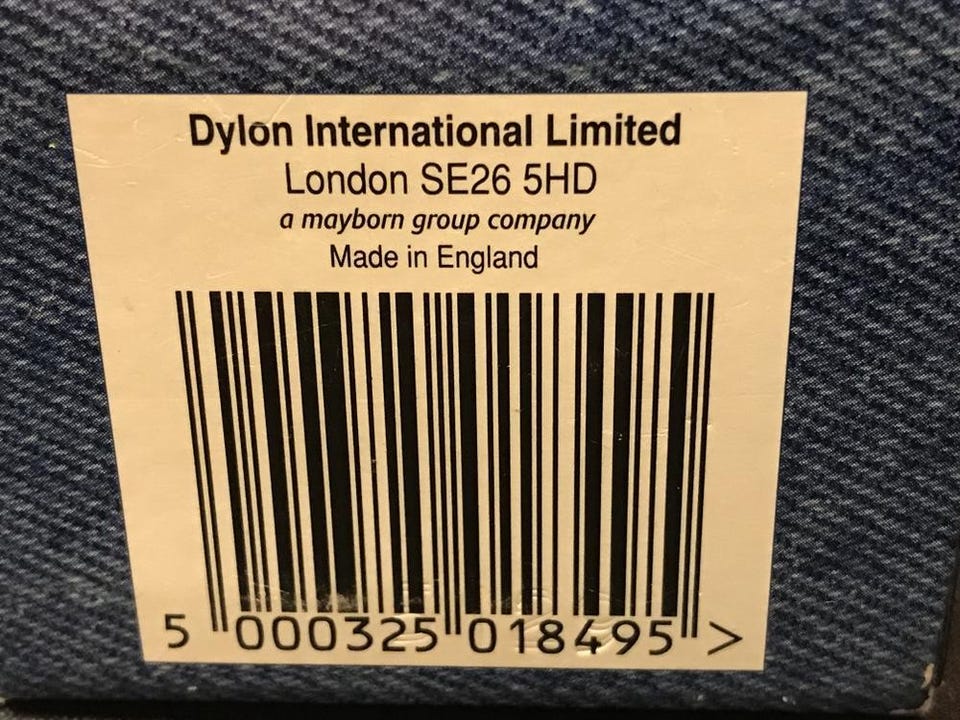 Dylon International Limited
London SE26 5HD
a mayborn group company
Made in England
5 000325 018495 >